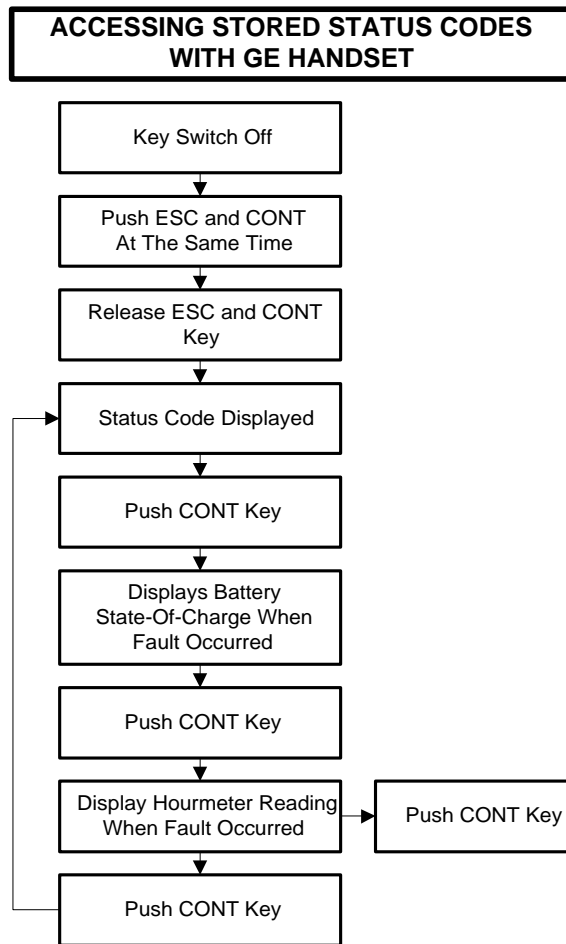 ACCESSING STORED STATUS CODES
WITH GE HANDSET
Key Switch Off
Push ESC and CONT
At The Same Time
Release ESC and CONT
Key
Status Code Displayed
Push CONT Key
Displays Battery
State-Of-Charge When
Fault Occurred
Push CONT Key
Display Hourmeter Reading
When Fault Occurred
Push CONT Key
Push CONT Key